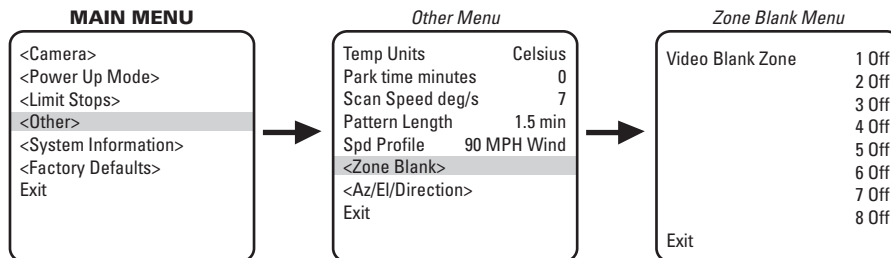 MAIN MENU
<Camera>
<Power Up Mode>
<Limit Stops>
<Other>
<System Information>
<Factory Defaults>
Exit
Other Menu
Temp Units Celsius
Park time minutes 0
Scan Speed deg/s 7
Pattern Length 1.5 min
Spd Profile 90 MPH Wind
<Zone Blank>
<Az/El/Direction>
Exit
Zone Blank Menu
Video Blank Zone 1 Off
2 Off
3 Off
4 Off
5 Off
6 Off
7 Off
8 Off
Exit